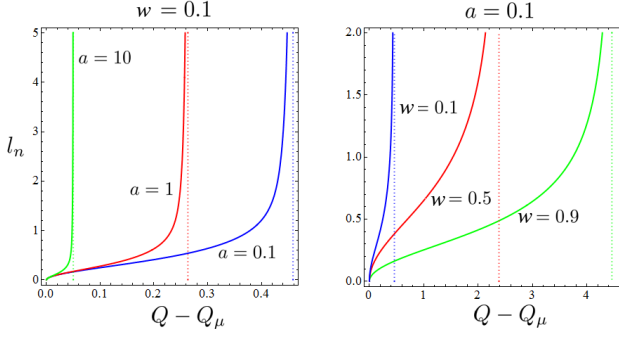 w = 0.1
a = 0.1
5
4
3
2
1
0
l_n
a = 10
a = 1
a = 0.1
0.0 0.1 0.2 0.3 0.4
Q − Q_μ
2.0
1.5
1.0
0.5
0.0
w = 0.1
w = 0.5
w = 0.9
0 1 2 3 4
Q − Q_μ